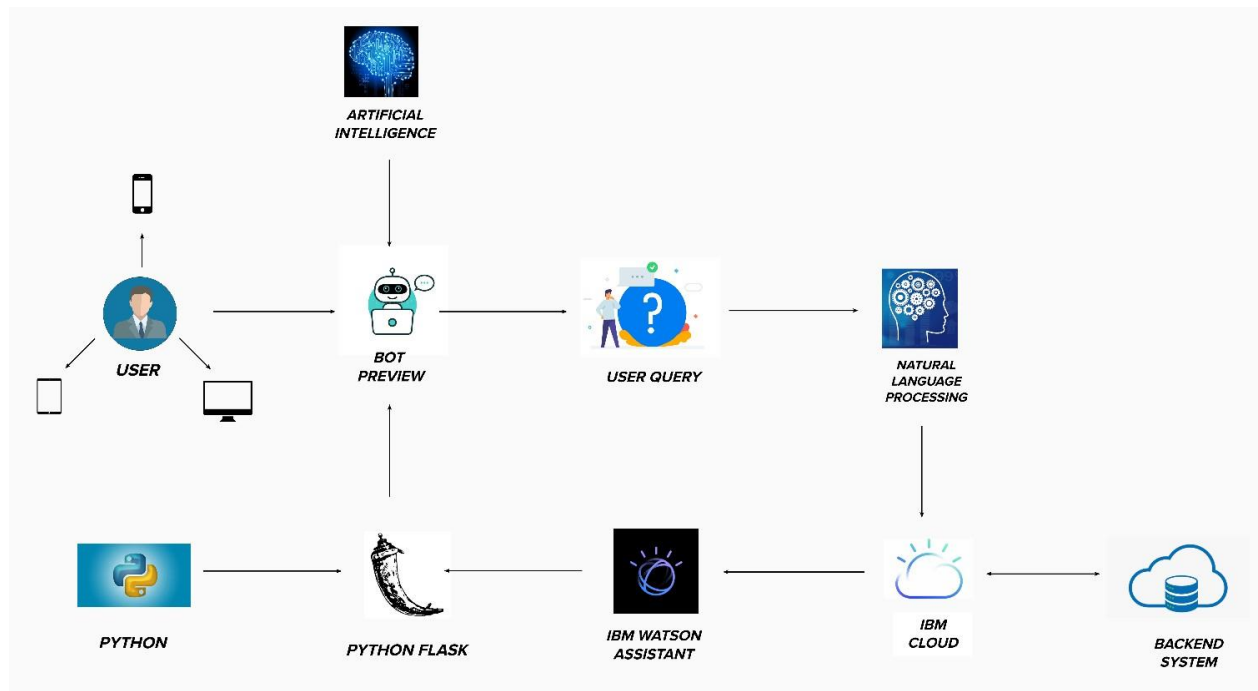 ARTIFICIAL
INTELLIGENCE
USER
BOT
PREVIEW
USER QUERY
NATURAL
LANGUAGE
PROCESSING
PYTHON
PYTHON FLASK
IBM WATSON
ASSISTANT
IBM
CLOUD
BACKEND
SYSTEM